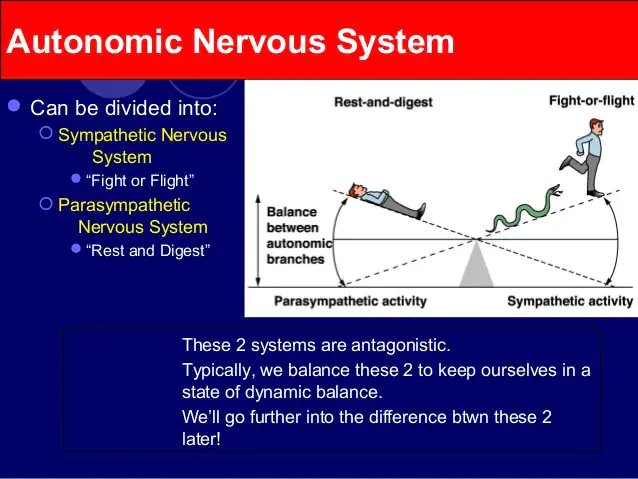 Autonomic Nervous System
Can be divided into:
Sympathetic Nervous
System
“Fight or Flight”
Parasympathetic
Nervous System
“Rest and Digest”
Rest-and-digest
Fight-or-flight
Balance
between
autonomic
branches
Parasympathetic activity
Sympathetic activity
These 2 systems are antagonistic.
Typically, we balance these 2 to keep ourselves in a
state of dynamic balance.
We’ll go further into the difference btwn these 2
later!